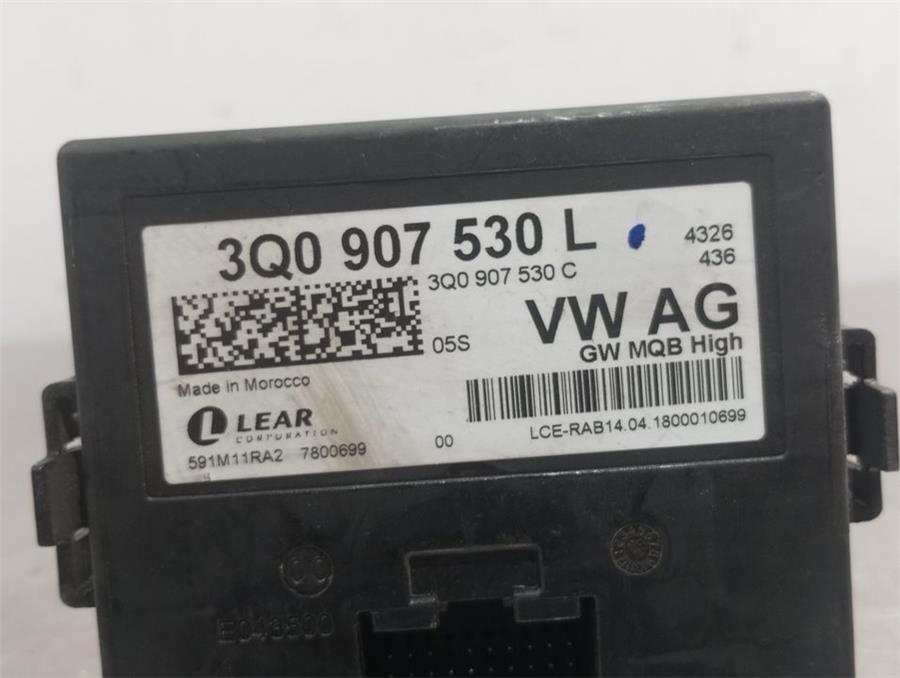 3Q0 907 530 L
4326
436
3Q0 907 530 C
VW AG
05S
GW MQB High
Made in Morocco
LEAR
CORPORATION
00
LCE-RAB14.04.1800010699
591M11RA2 7800699